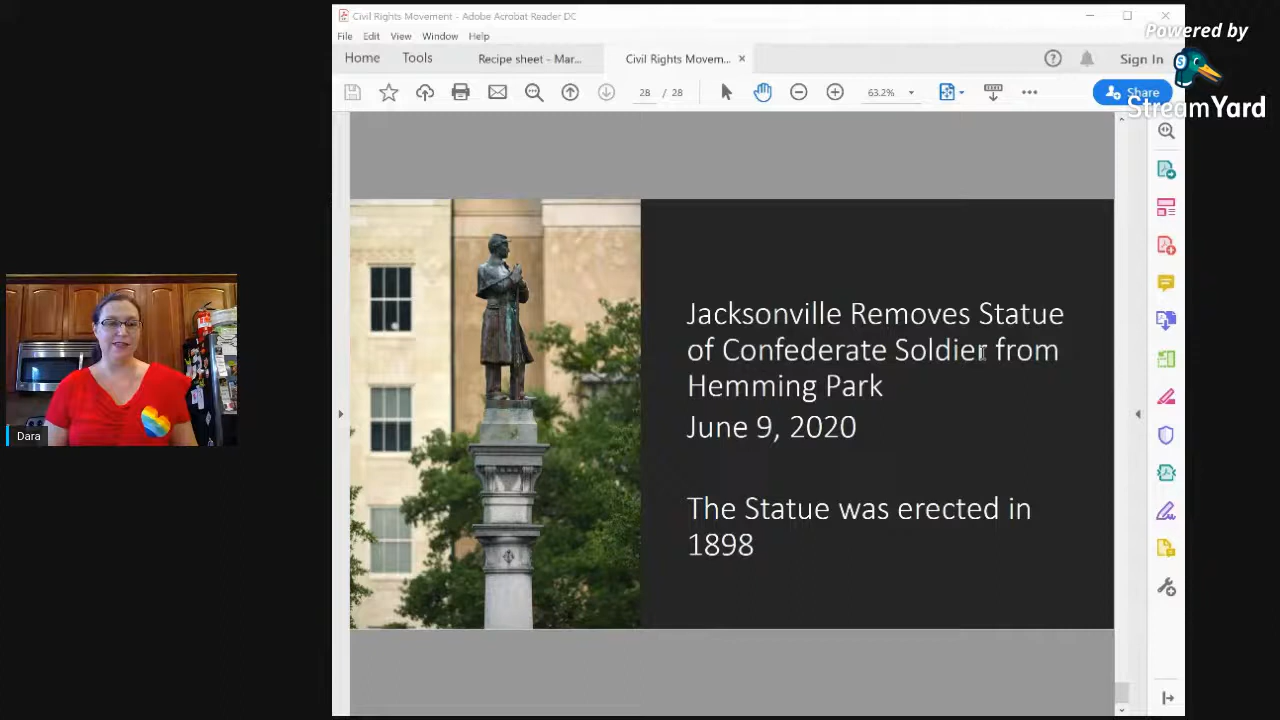 Civil Rights Movement - Adobe Acrobat Reader DC
File Edit View Window Help
Powered by
Home Tools Recipe sheet - Mar... Civil Rights Movem... × Sign In
28 / 28 63.2% Share
StreamYard
Jacksonville Removes Statue
of Confederate Soldier from
Hemming Park
June 9, 2020
The Statue was erected in
1898
Dara